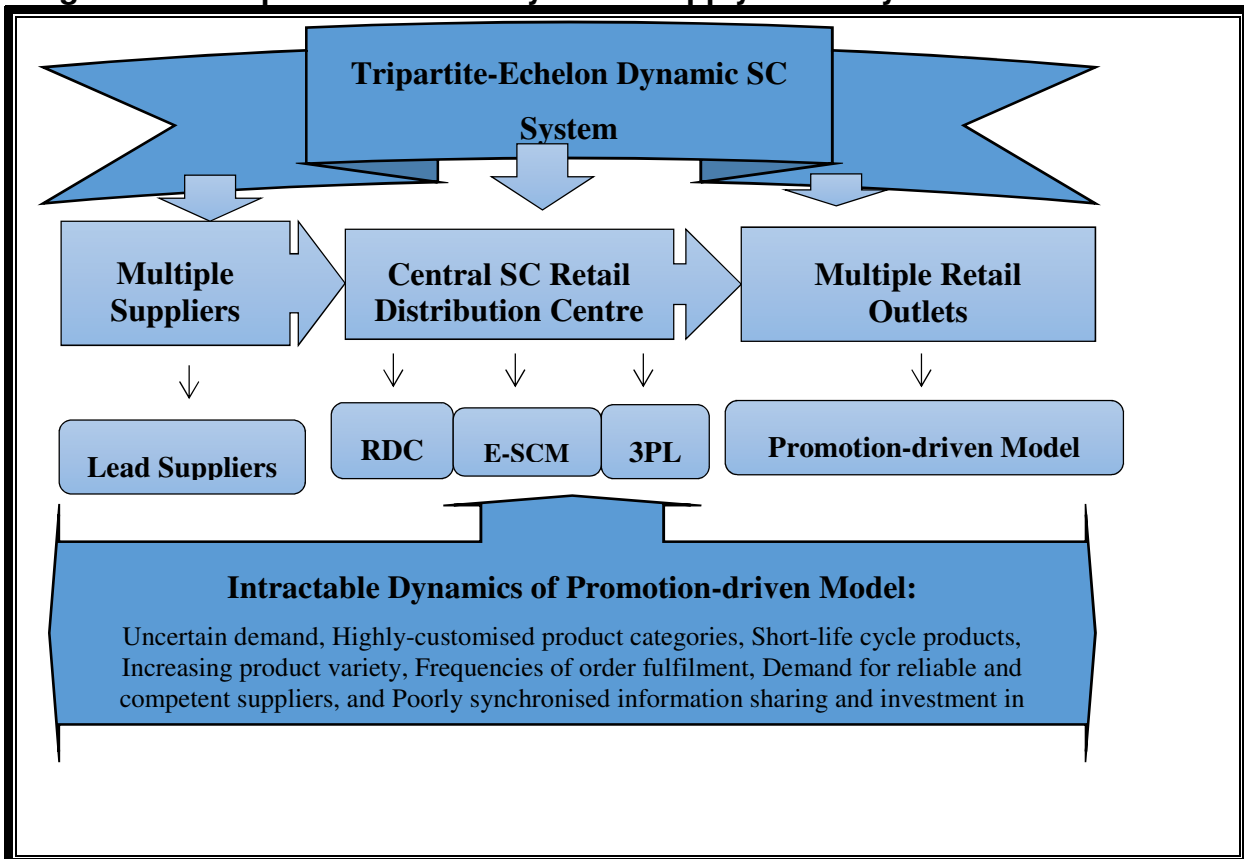 Tripartite-Echelon Dynamic SC
System
Multiple
Suppliers
Central SC Retail
Distribution Centre
Multiple Retail
Outlets
Lead Suppliers
RDC
E-SCM
3PL
Promotion-driven Model
Intractable Dynamics of Promotion-driven Model:
Uncertain demand, Highly-customised product categories, Short-life cycle products,
Increasing product variety, Frequencies of order fulfilment, Demand for reliable and
competent suppliers, and Poorly synchronised information sharing and investment in